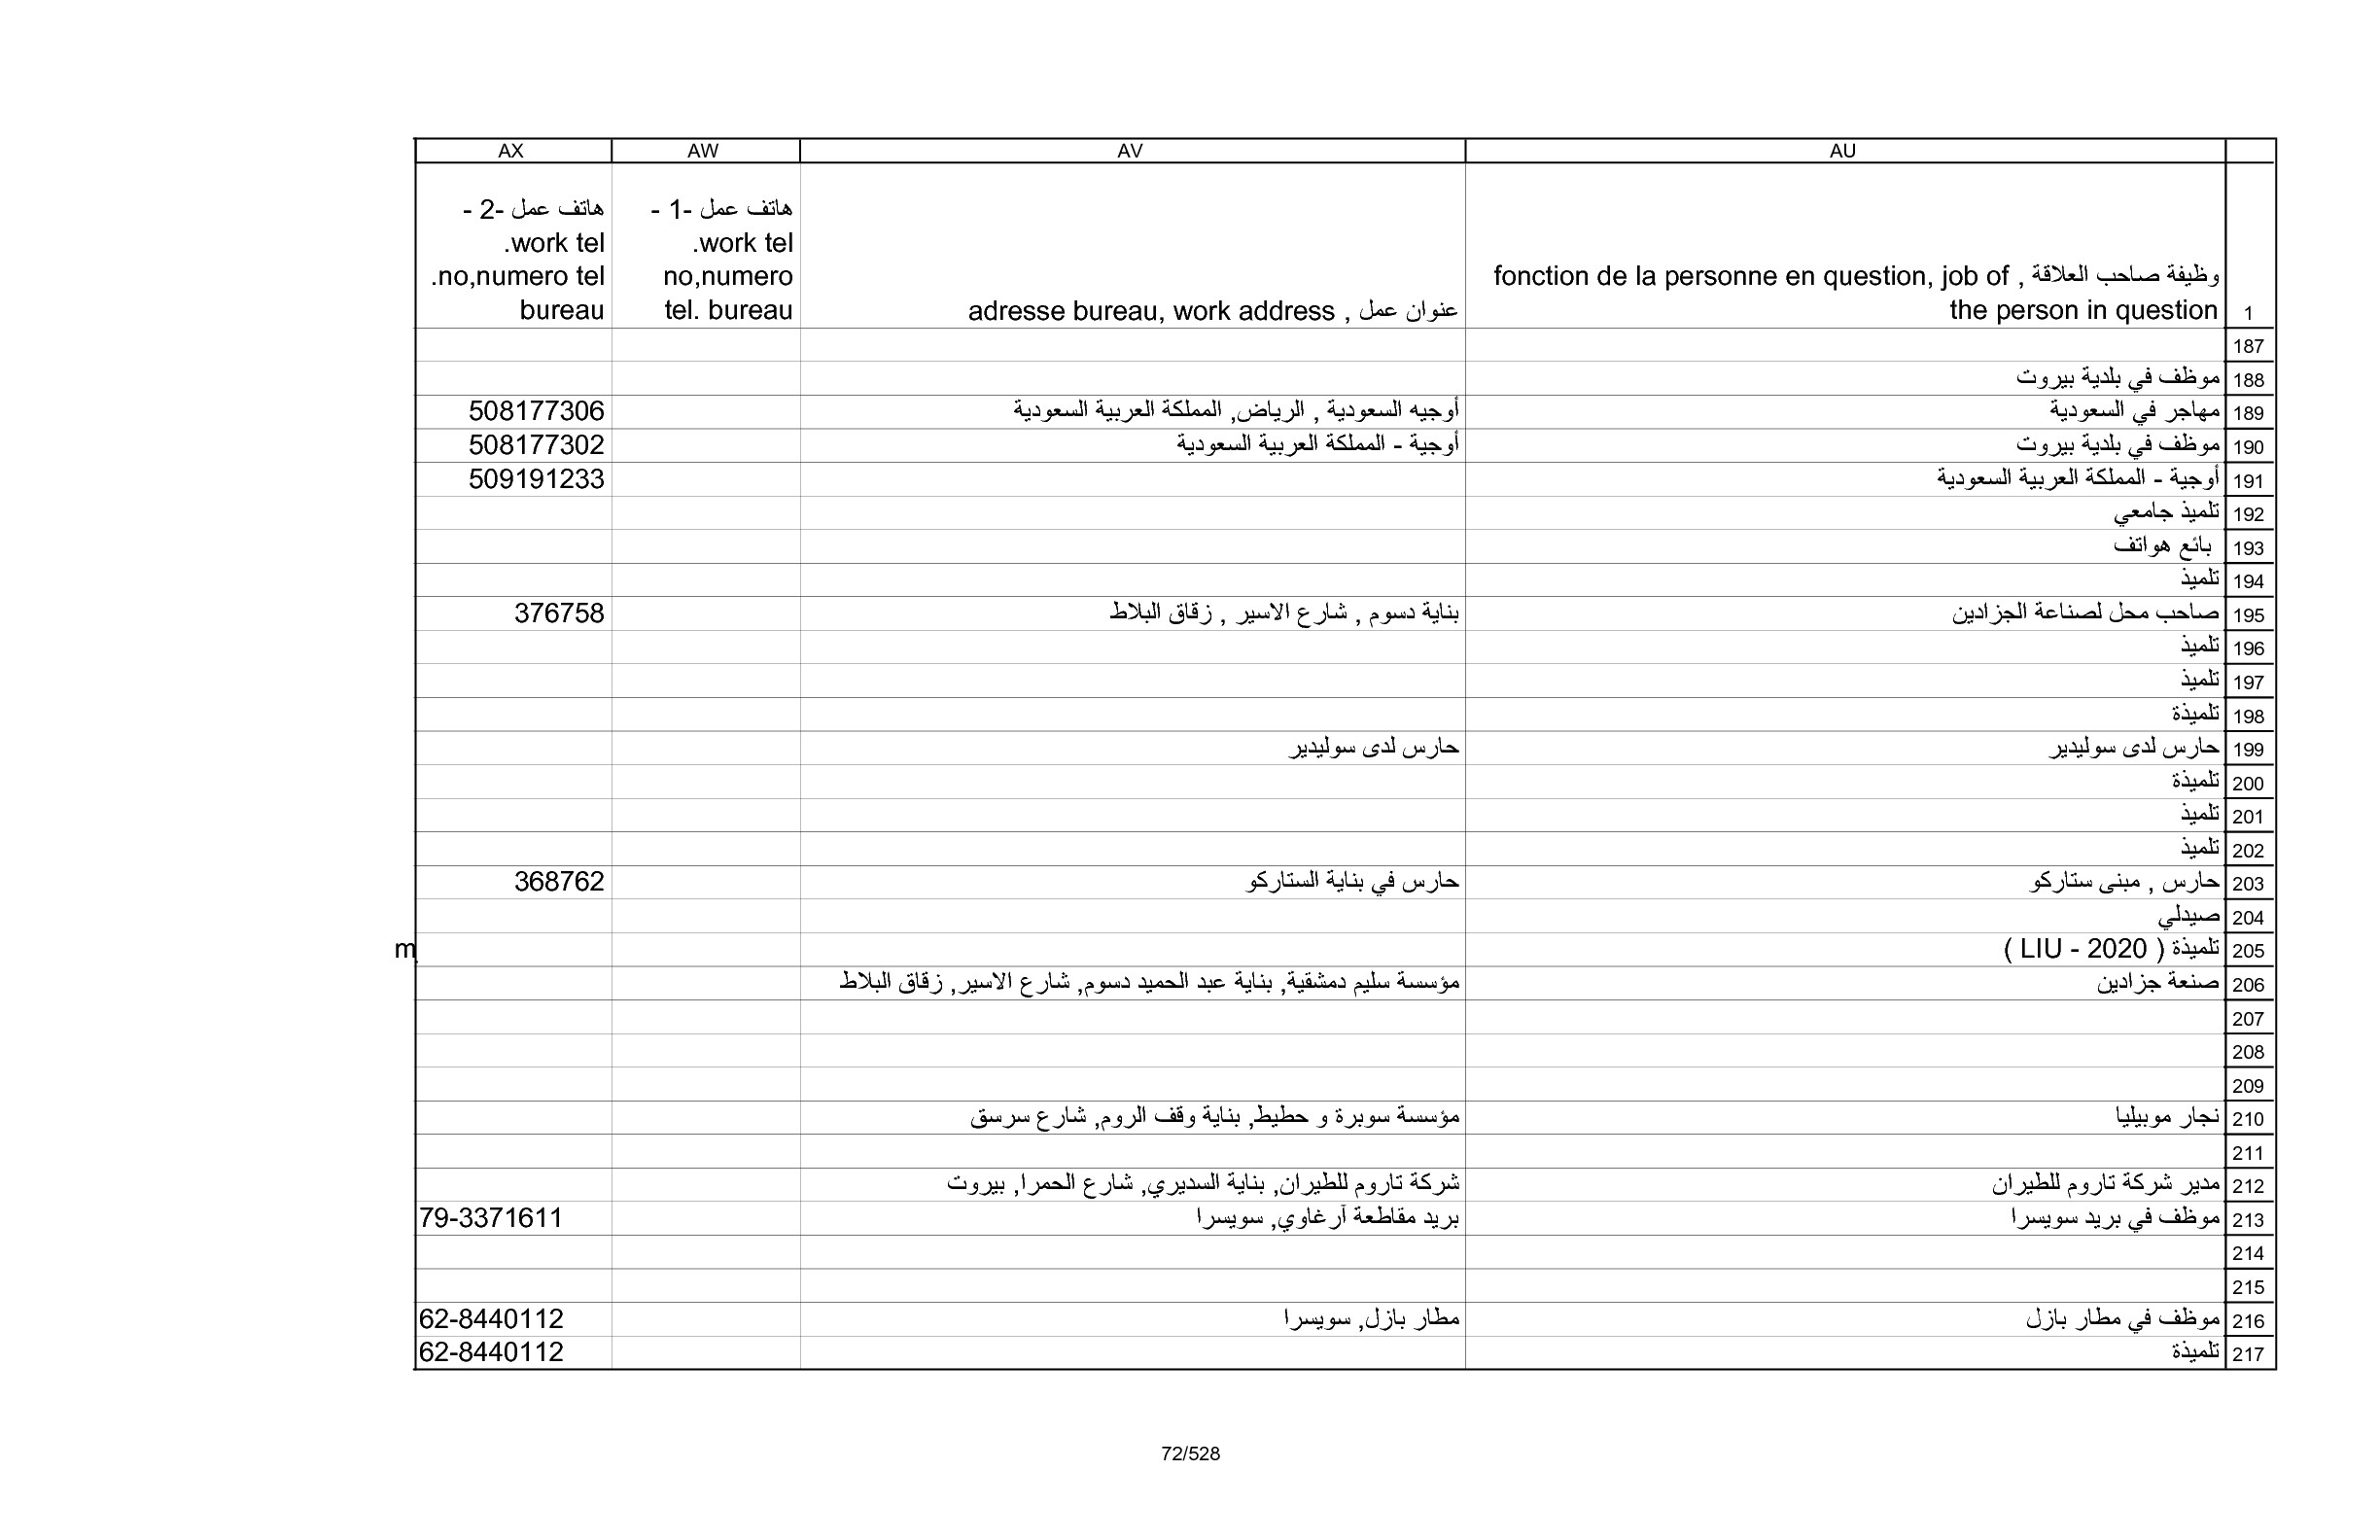 AU AV AW AX
1 وظيفة صاحب العلاقة , fonction de la personne en question, job of the person in question عنوان عمل , adresse bureau, work address هاتف عمل -1 - work tel. no,numero tel. bureau هاتف عمل -2 - work tel. no,numero tel. bureau
187
188 موظف في بلدية بيروت
189 مهاجر في السعودية أوجيه السعودية , الرياض, المملكة العربية السعودية 508177306
190 موظف في بلدية بيروت أوجية - المملكة العربية السعودية 508177302
191 أوجية - المملكة العربية السعودية 509191233
192 تلميذ جامعي
193 بائع هواتف
194 تلميذ
195 صاحب محل لصناعة الجزادين بناية دسوم , شارع الاسير , زقاق البلاط 376758
196 تلميذ
197 تلميذ
198 تلميذة
199 حارس لدى سوليدير حارس لدى سوليدير
200 تلميذة
201 تلميذ
202 تلميذ
203 حارس , مبنى ستاركو حارس في بناية الستاركو 368762
204 صيدلي
205 تلميذة ( LIU - 2020 ) m
206 صنعة جزادين مؤسسة سليم دمشقية, بناية عبد الحميد دسوم, شارع الاسير, زقاق البلاط
207
208
209
210 نجار موبيليا مؤسسة سوبرة و حطيط, بناية وقف الروم, شارع سرسق
211
212 مدير شركة تاروم للطيران شركة تاروم للطيران, بناية السديري, شارع الحمرا, بيروت
213 موظف في بريد سويسرا بريد مقاطعة آرغاوي, سويسرا 79-3371611
214
215
216 موظف في مطار بازل مطار بازل, سويسرا 62-8440112
217 تلميذة 62-8440112
72/528